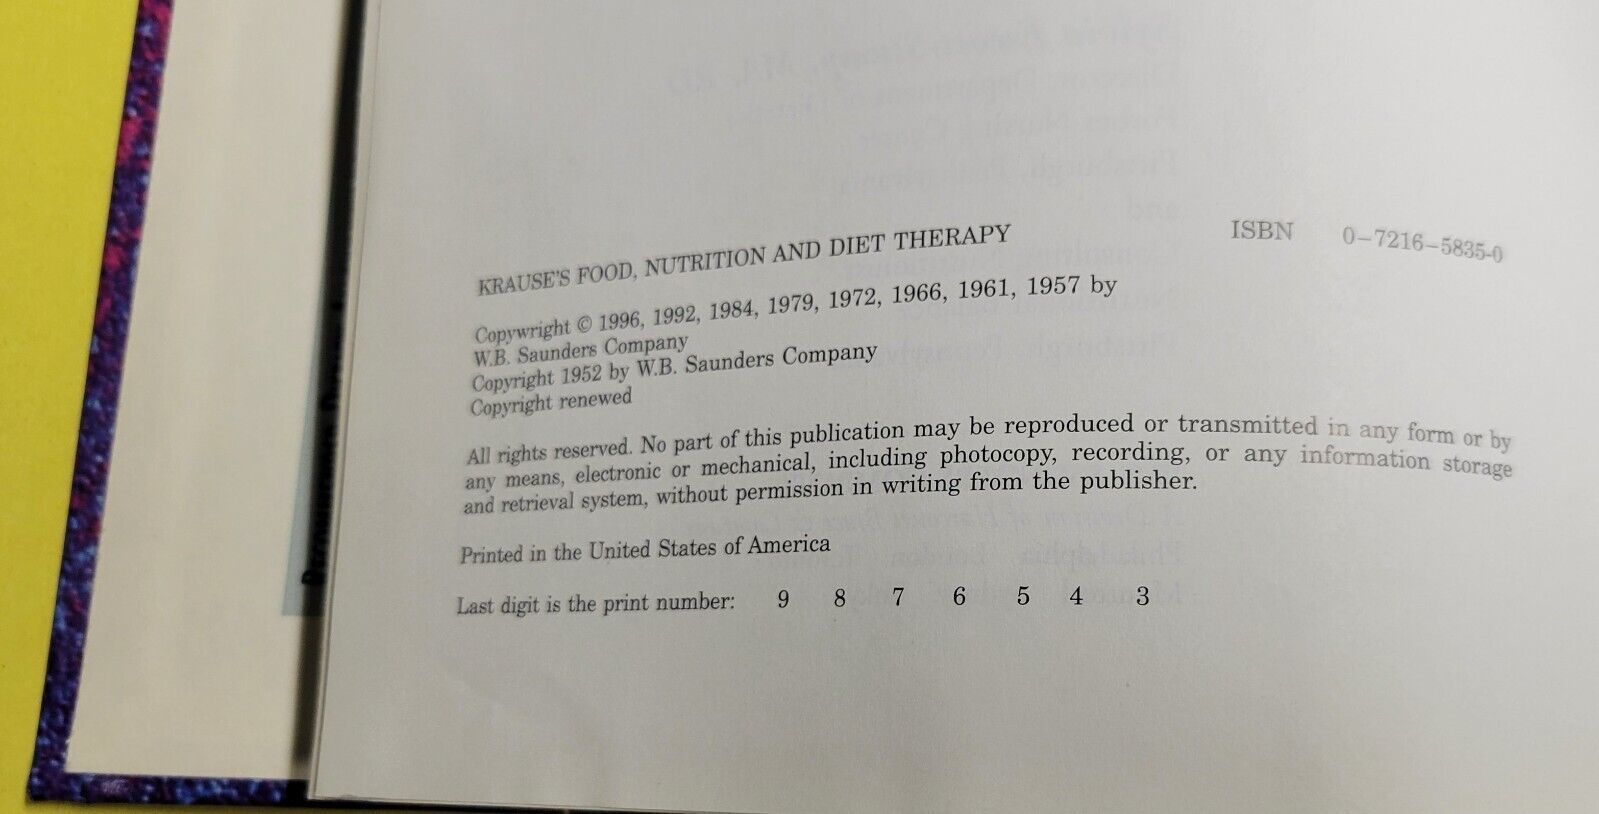 KRAUSE'S FOOD, NUTRITION AND DIET THERAPY ISBN 0-7216-5835-0
Copywright © 1996, 1992, 1984, 1979, 1972, 1966, 1961, 1957 by
W.B. Saunders Company
Copyright 1952 by W.B. Saunders Company
Copyright renewed
All rights reserved. No part of this publication may be reproduced or transmitted in any form or by
any means, electronic or mechanical, including photocopy, recording, or any information storage
and retrieval system, without permission in writing from the publisher.
Printed in the United States of America
Last digit is the print number: 9 8 7 6 5 4 3